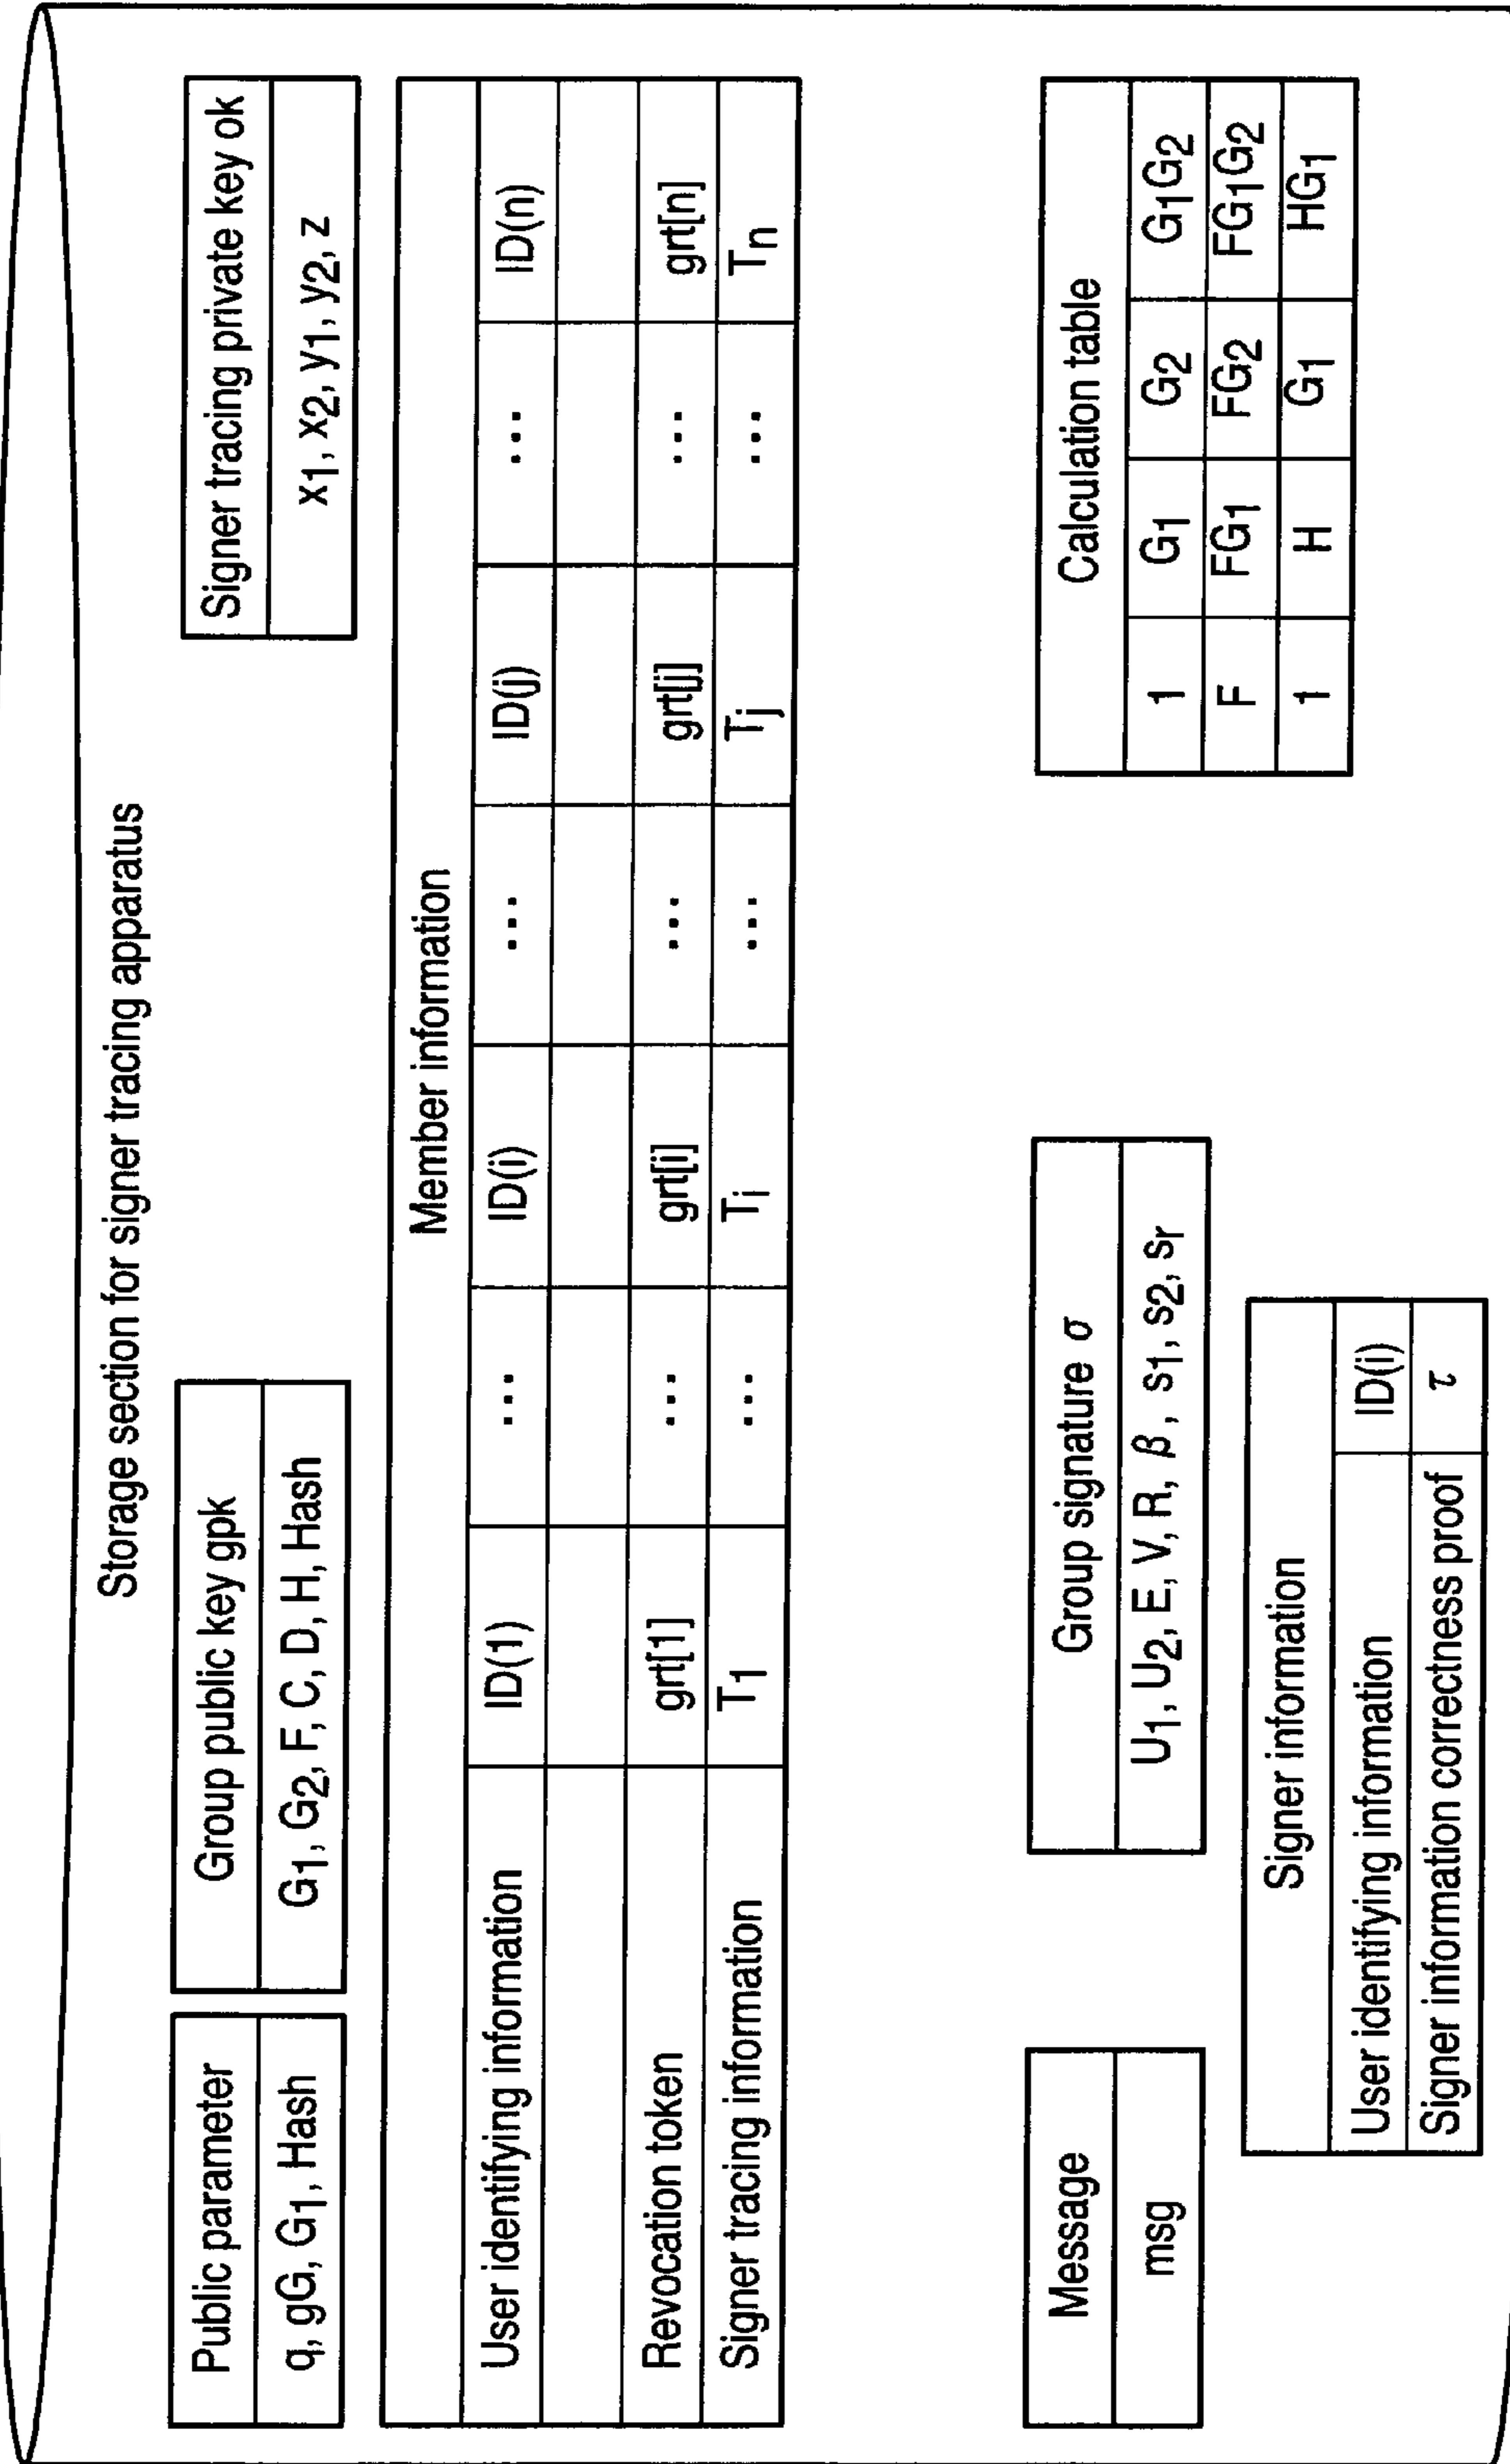 Storage section for signer tracing apparatus
Public parameter
q, gG, G1, Hash
Group public key gpk
G1, G2, F, C, D, H, Hash
Signer tracing private key ok
x1, x2, y1, y2, z
Member information
User identifying information ID(1) ... ID(i) ... ID(j) ... ID(n)
Revocation token grt[1] ... grt[i] ... grt[j] ... grt[n]
Signer tracing information T1 ... Ti ... Tj ... Tn
Message
msg
Group signature σ
U1, U2, E, V, R, β, s1, s2, sr
Calculation table
1 G1 G2 G1G2
F FG1 FG2 FG1G2
1 H G1 HG1
Signer information
User identifying information ID(i)
Signer information correctness proof τ